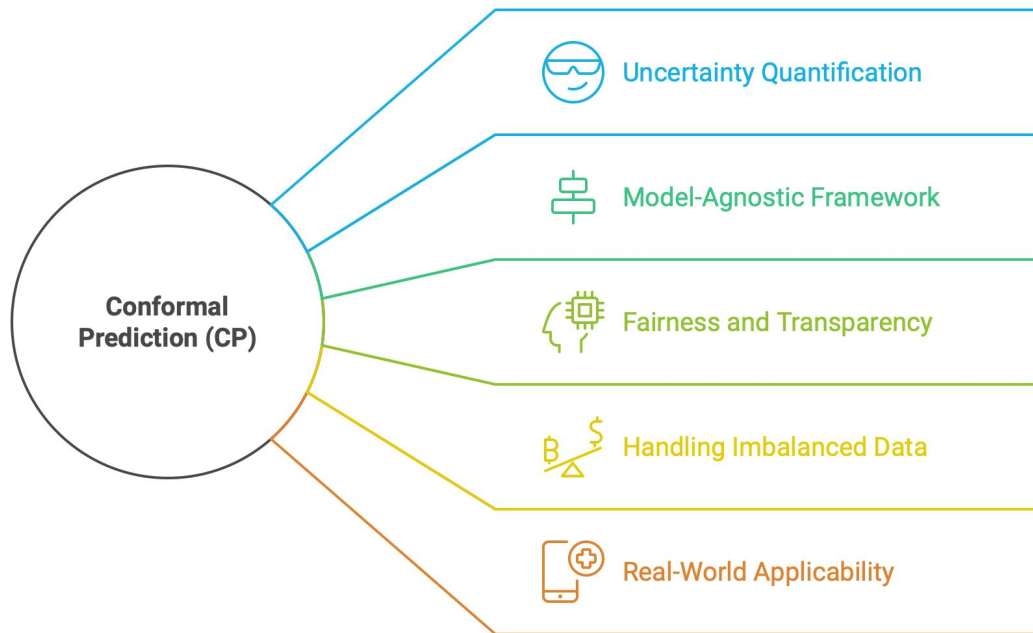 Conformal
Prediction (CP)
Uncertainty Quantification
Model-Agnostic Framework
Fairness and Transparency
Handling Imbalanced Data
Real-World Applicability